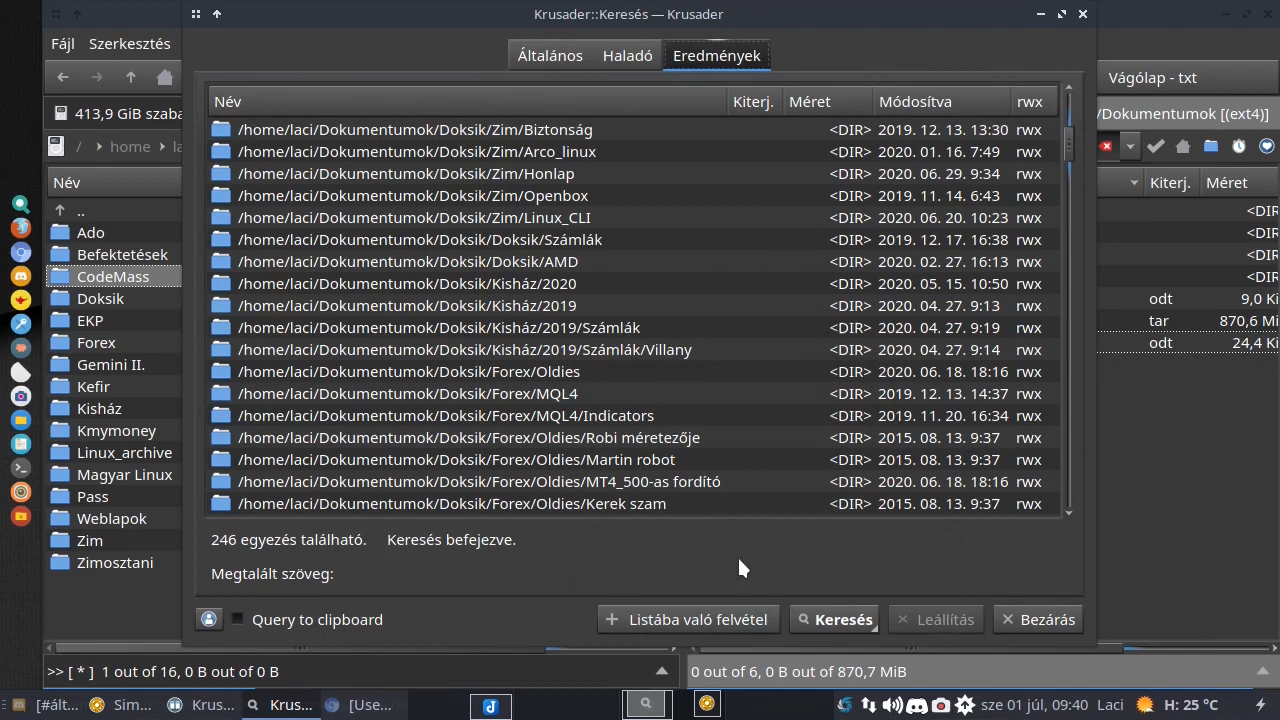 Krusader::Keresés — Krusader
Fájl Szerkesztés
Általános Haladó Eredmények
Vágólap - txt
413,9 GiB szaba
/Dokumentumok [(ext4)]
/ home
Név Kiterj. Méret Módosítva rwx
Név
Kiterj. Méret
..
Ado
Befektetések
CodeMass
Doksik
EKP
Forex
Gemini II.
Kefir
Kisház
Kmymoney
Linux_archive
Magyar Linux
Pass
Weblapok
Zim
Zimosztani
/home/laci/Dokumentumok/Doksik/Zim/Biztonság <DIR> 2019. 12. 13. 13:30 rwx
/home/laci/Dokumentumok/Doksik/Zim/Arco_linux <DIR> 2020. 01. 16. 7:49 rwx
/home/laci/Dokumentumok/Doksik/Zim/Honlap <DIR> 2020. 06. 29. 9:34 rwx
/home/laci/Dokumentumok/Doksik/Zim/Openbox <DIR> 2019. 11. 14. 6:43 rwx
/home/laci/Dokumentumok/Doksik/Zim/Linux_CLI <DIR> 2020. 06. 20. 10:23 rwx
/home/laci/Dokumentumok/Doksik/Doksik/Számlák <DIR> 2019. 12. 17. 16:38 rwx
/home/laci/Dokumentumok/Doksik/Doksik/AMD <DIR> 2020. 02. 27. 16:13 rwx
/home/laci/Dokumentumok/Doksik/Kisház/2020 <DIR> 2020. 05. 15. 10:50 rwx
/home/laci/Dokumentumok/Doksik/Kisház/2019 <DIR> 2020. 04. 27. 9:13 rwx
/home/laci/Dokumentumok/Doksik/Kisház/2019/Számlák <DIR> 2020. 04. 27. 9:19 rwx
/home/laci/Dokumentumok/Doksik/Kisház/2019/Számlák/Villany <DIR> 2020. 04. 27. 9:14 rwx
/home/laci/Dokumentumok/Doksik/Forex/Oldies <DIR> 2020. 06. 18. 18:16 rwx
/home/laci/Dokumentumok/Doksik/Forex/MQL4 <DIR> 2019. 12. 13. 14:37 rwx
/home/laci/Dokumentumok/Doksik/Forex/MQL4/Indicators <DIR> 2019. 11. 20. 16:34 rwx
/home/laci/Dokumentumok/Doksik/Forex/Oldies/Robi méretezője <DIR> 2015. 08. 13. 9:37 rwx
/home/laci/Dokumentumok/Doksik/Forex/Oldies/Martin robot <DIR> 2015. 08. 13. 9:37 rwx
/home/laci/Dokumentumok/Doksik/Forex/Oldies/MT4_500-as fordító <DIR> 2020. 06. 18. 18:16 rwx
/home/laci/Dokumentumok/Doksik/Forex/Oldies/Kerek szam <DIR> 2015. 08. 13. 9:37 rwx
<DIR
<DIR
<DIR
<DIR
odt 9,0 Ki
tar 870,6 Mi
odt 24,4 Ki
246 egyezés található. Keresés befejezve.
Megtalált szöveg:
Query to clipboard
Listába való felvétel Keresés Leállítás Bezárás
>> [ * ] 1 out of 16, 0 B out of 0 B
0 out of 6, 0 B out of 870,7 MiB
[#ált... Sim... Krus... Krus... [Use...
sze 01 júl, 09:40 Laci H: 25 °C